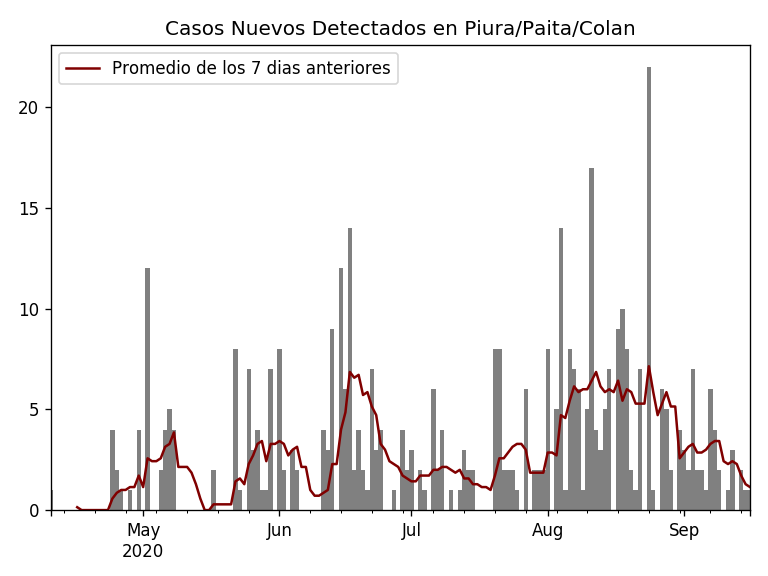 Casos Nuevos Detectados en Piura/Paita/Colan
Promedio de los 7 dias anteriores
20
15
10
5
0
May Jun Jul Aug Sep
2020